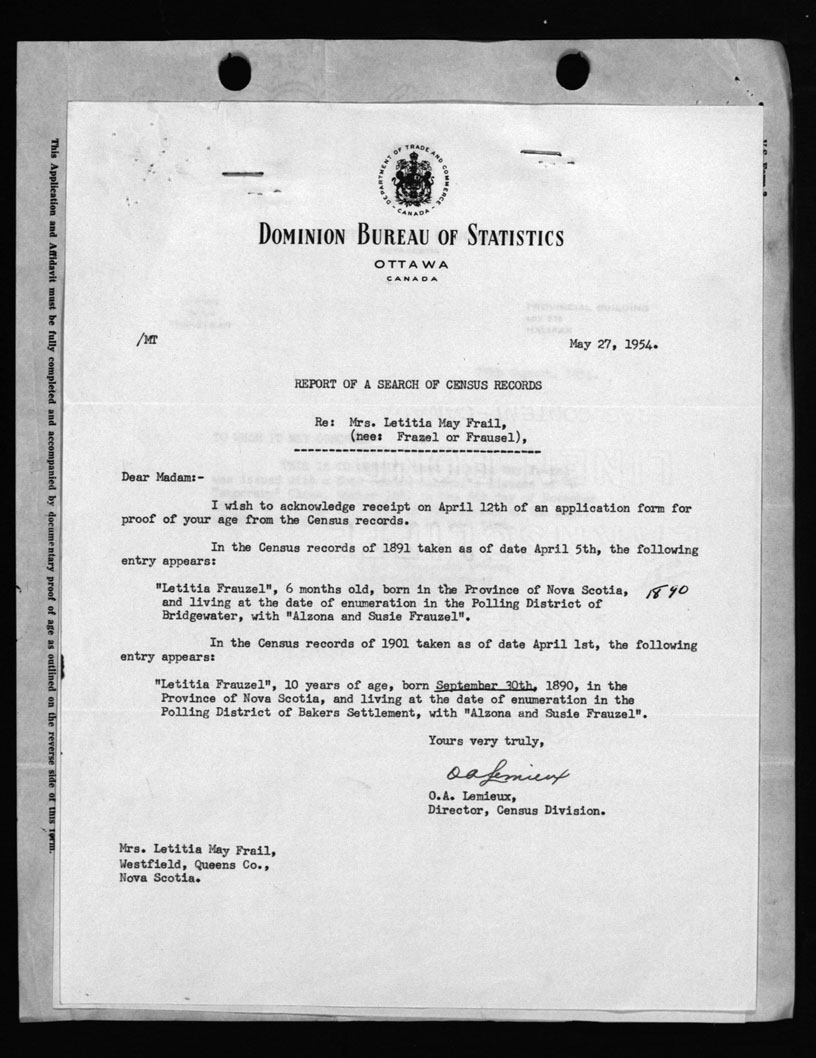 DEPARTMENT OF TRADE AND COMMERCE
CANADA
DOMINION BUREAU OF STATISTICS
OTTAWA
CANADA
PROVINCIAL BUILDING
HALIFAX
/MT
May 27, 1954.
REPORT OF A SEARCH OF CENSUS RECORDS
Re: Mrs. Letitia May Frail,
(nee: Frazel or Frausel),
Dear Madam:-
I wish to acknowledge receipt on April 12th of an application form for
proof of your age from the Census records.
In the Census records of 1891 taken as of date April 5th, the following
entry appears:
"Letitia Frauzel", 6 months old, born in the Province of Nova Scotia, 1890
and living at the date of enumeration in the Polling District of
Bridgewater, with "Alzona and Susie Frauzel".
In the Census records of 1901 taken as of date April 1st, the following
entry appears:
"Letitia Frauzel", 10 years of age, born September 30th, 1890, in the
Province of Nova Scotia, and living at the date of enumeration in the
Polling District of Bakers Settlement, with "Alzona and Susie Frauzel".
Yours very truly,
O A Lemieux
O.A. Lemieux,
Director, Census Division.
Mrs. Letitia May Frail,
Westfield, Queens Co.,
Nova Scotia.
This Application and Affidavit must be fully completed and accompanied by documentary proof of age as outlined on the reverse side of this form.